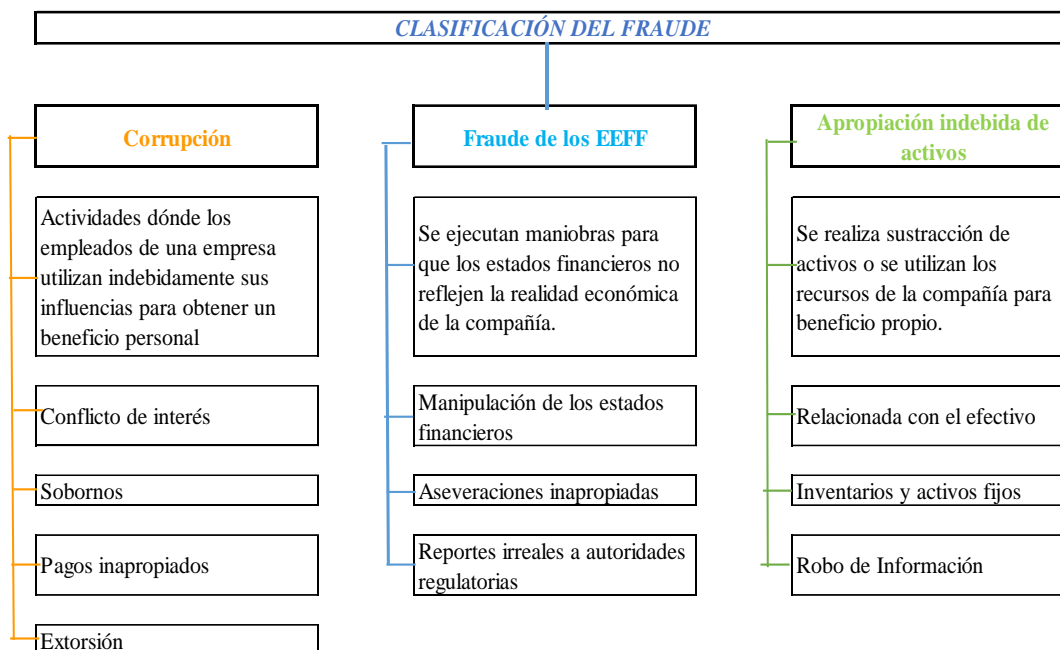 CLASIFICACIÓN DEL FRAUDE
Corrupción
Actividades dónde los
empleados de una empresa
utilizan indebidamente sus
influencias para obtener un
beneficio personal
Conflicto de interés
Sobornos
Pagos inapropiados
Extorsión
Fraude de los EEFF
Se ejecutan maniobras para
que los estados financieros no
reflejen la realidad económica
de la compañía.
Manipulación de los estados
financieros
Aseveraciones inapropiadas
Reportes irreales a autoridades
regulatorias
Apropiación indebida de
activos
Se realiza sustracción de
activos o se utilizan los
recursos de la compañía para
beneficio propio.
Relacionada con el efectivo
Inventarios y activos fijos
Robo de Información